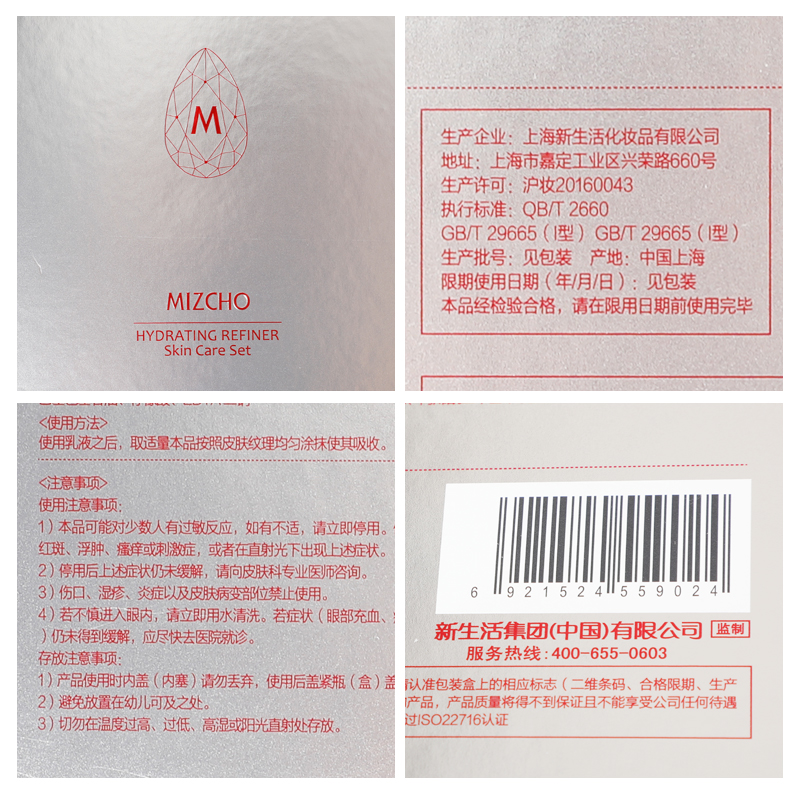 M
MIZCHO
HYDRATING REFINER
Skin Care Set
生产企业：上海新生活化妆品有限公司
地址：上海市嘉定工业区兴荣路660号
生产许可：沪妆20160043
执行标准：QB/T 2660
GB/T 29665（I型）GB/T 29665（I型）
生产批号：见包装 产地：中国上海
限期使用日期（年/月/日）：见包装
本品经检验合格，请在限用日期前使用完毕
<使用方法>
使用乳液之后，取适量本品按照皮肤纹理均匀涂抹使其吸收。
<注意事项>
使用注意事项：
1）本品可能对少数人有过敏反应，如有不适，请立即停用。
红斑、浮肿、瘙痒或刺激症，或者在直射光下出现上述症状。
2）停用后上述症状仍未缓解，请向皮肤科专业医师咨询。
3）伤口、湿疹、炎症以及皮肤病变部位禁止使用。
4）若不慎进入眼内，请立即用水清洗。若症状（眼部充血、
）仍未得到缓解，应尽快去医院就诊。
存放注意事项：
1）产品使用时内盖（内塞）请勿丢弃，使用后盖紧瓶（盒）盖
2）避免放置在幼儿可及之处。
3）切勿在温度过高、过低、高湿或阳光直射处存放。
6 921524 559024
新生活集团(中国)有限公司 监制
服务热线：400-655-0603
认准包装盒上的相应标志（二维条码、合格限期、生产
产品，产品质量将得不到保证且不能享受公司任何待遇
过ISO22716认证